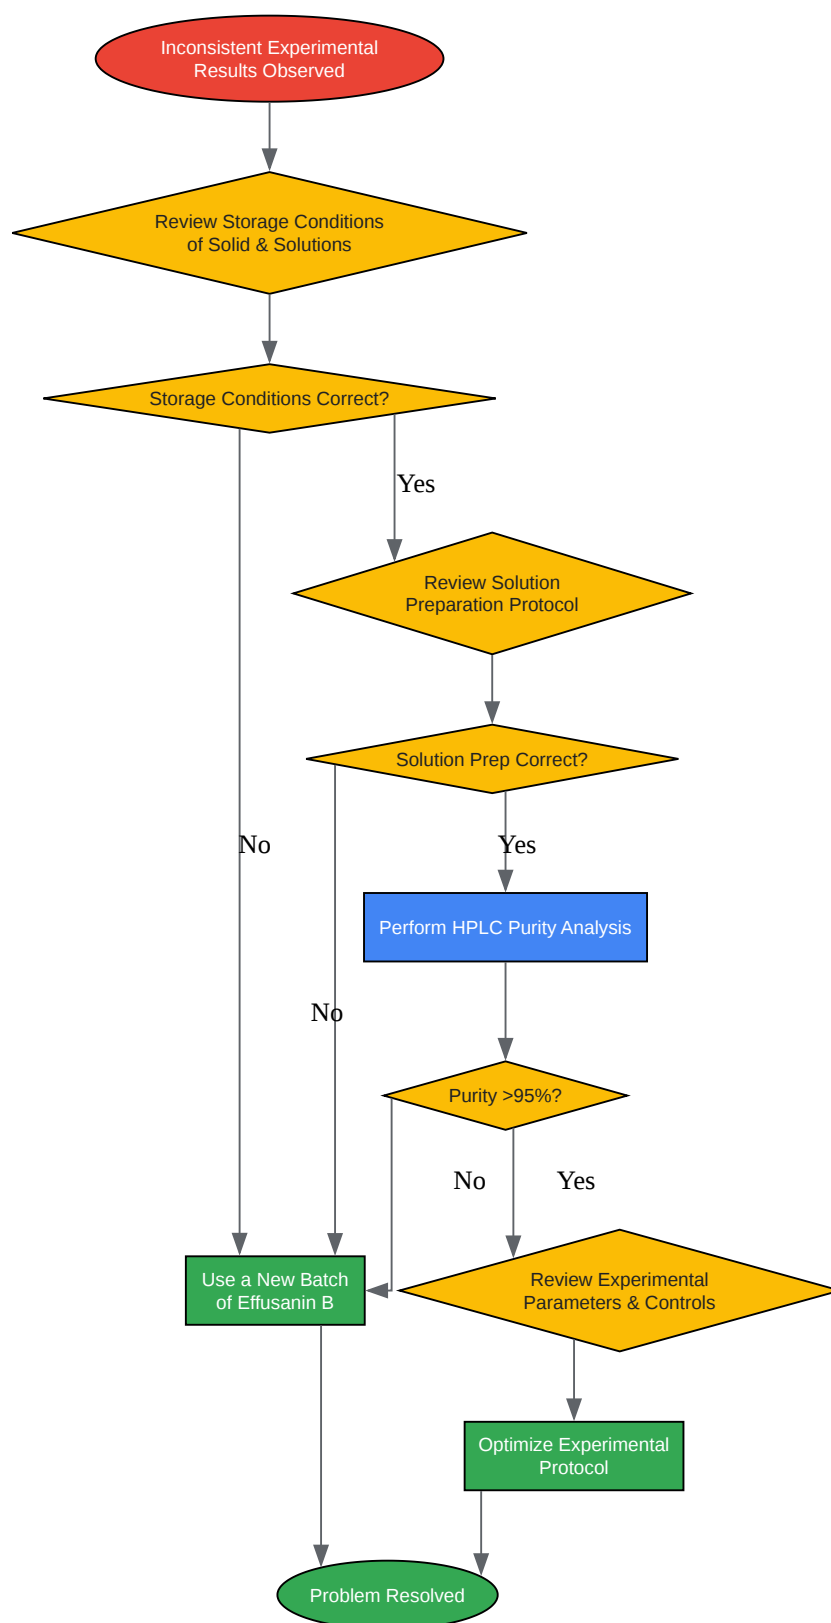 Inconsistent Experimental
Results Observed
Review Storage Conditions
of Solid & Solutions
Storage Conditions Correct?
Yes
Review Solution
Preparation Protocol
Solution Prep Correct?
No
Yes
Perform HPLC Purity Analysis
No
Purity >95%?
No
Yes
Use a New Batch
of Effusanin B
Review Experimental
Parameters & Controls
Optimize Experimental
Protocol
Problem Resolved